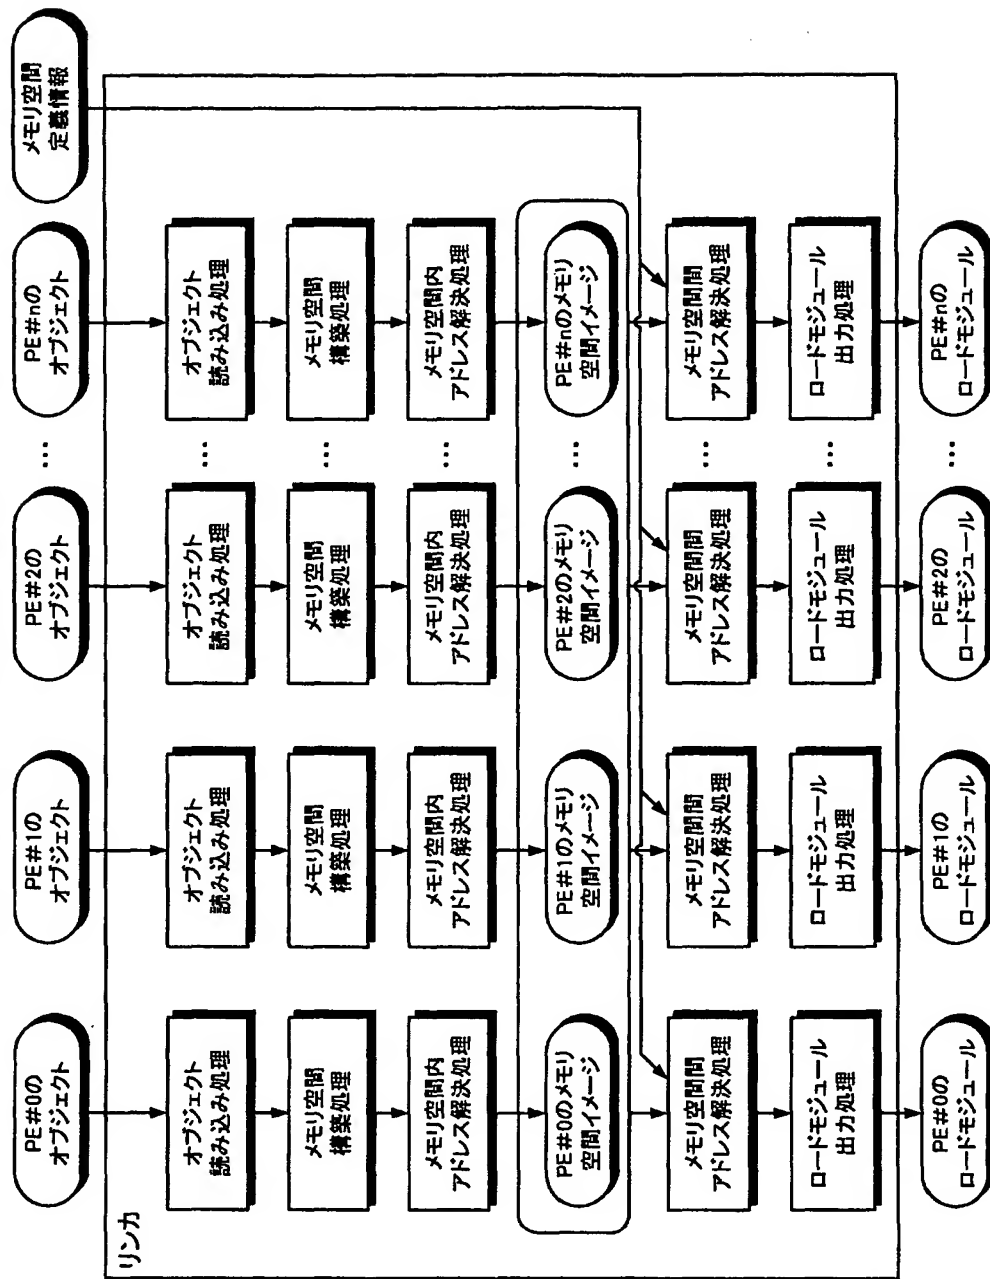 リンカ
PE#0の
オブジェクト
PE#1の
オブジェクト
PE#2の
オブジェクト
…
PE#nの
オブジェクト
メモリ空間
定義情報
オブジェクト
読み込み処理
オブジェクト
読み込み処理
オブジェクト
読み込み処理
…
オブジェクト
読み込み処理
メモリ空間
構築処理
メモリ空間
構築処理
メモリ空間
構築処理
…
メモリ空間
構築処理
メモリ空間内
アドレス解決処理
メモリ空間内
アドレス解決処理
メモリ空間内
アドレス解決処理
…
メモリ空間内
アドレス解決処理
PE#0のメモリ
空間イメージ
PE#1のメモリ
空間イメージ
PE#2のメモリ
空間イメージ
…
PE#nのメモリ
空間イメージ
メモリ空間間
アドレス解決処理
メモリ空間間
アドレス解決処理
メモリ空間間
アドレス解決処理
…
メモリ空間間
アドレス解決処理
ロードモジュール
出力処理
ロードモジュール
出力処理
ロードモジュール
出力処理
…
ロードモジュール
出力処理
PE#0の
ロードモジュール
PE#1の
ロードモジュール
PE#2の
ロードモジュール
…
PE#nの
ロードモジュール